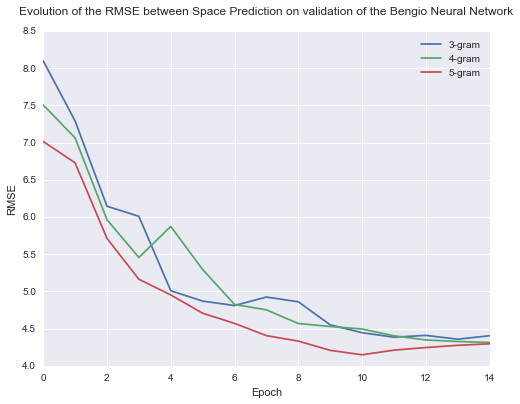 Evolution of the RMSE between Space Prediction on validation of the Bengio Neural Network
8.5
8.0
7.5
7.0
6.5
6.0
5.5
5.0
4.5
4.0
RMSE
3-gram
4-gram
5-gram
0 2 4 6 8 10 12 14
Epoch